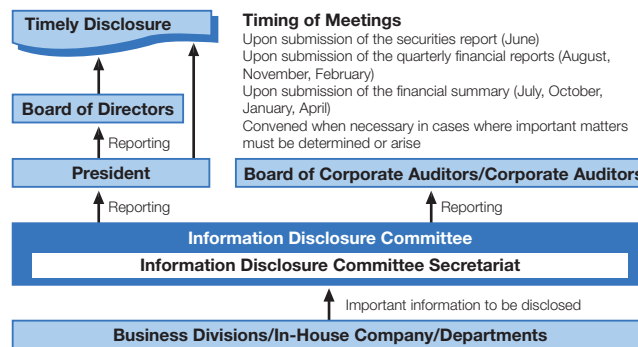 Timely Disclosure
Timing of Meetings
Upon submission of the securities report (June)
Upon submission of the quarterly financial reports (August,
November, February)
Upon submission of the financial summary (July, October,
January, April)
Convened when necessary in cases where important matters
must be determined or arise
Board of Directors
Reporting
President
Board of Corporate Auditors/Corporate Auditors
Reporting
Reporting
Information Disclosure Committee
Information Disclosure Committee Secretariat
Important information to be disclosed
Business Divisions/In-House Company/Departments